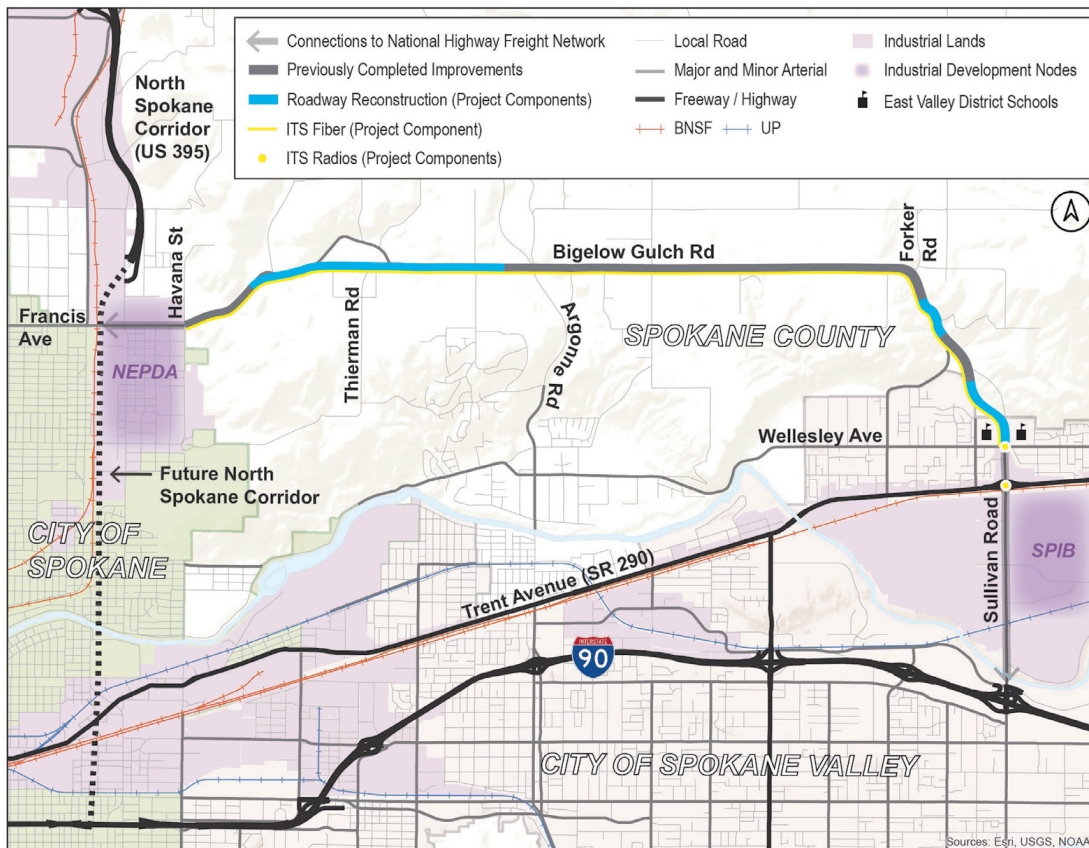 Connections to National Highway Freight Network
Previously Completed Improvements
Roadway Reconstruction (Project Components)
ITS Fiber (Project Component)
ITS Radios (Project Components)
Local Road
Major and Minor Arterial
Freeway / Highway
BNSF
UP
Industrial Lands
Industrial Development Nodes
East Valley District Schools
North
Spokane
Corridor
(US 395)
Havana St
Bigelow Gulch Rd
Forker
Rd
Francis
Ave
Thierman Rd
Argonne Rd
SPOKANE COUNTY
NEPDA
Wellesley Ave
Future North
Spokane Corridor
CITY OF
SPOKANE
Trent Avenue (SR 290)
Sullivan Road
SPIB
INTERSTATE
90
CITY OF SPOKANE VALLEY
Sources: Esri, USGS, NOAA